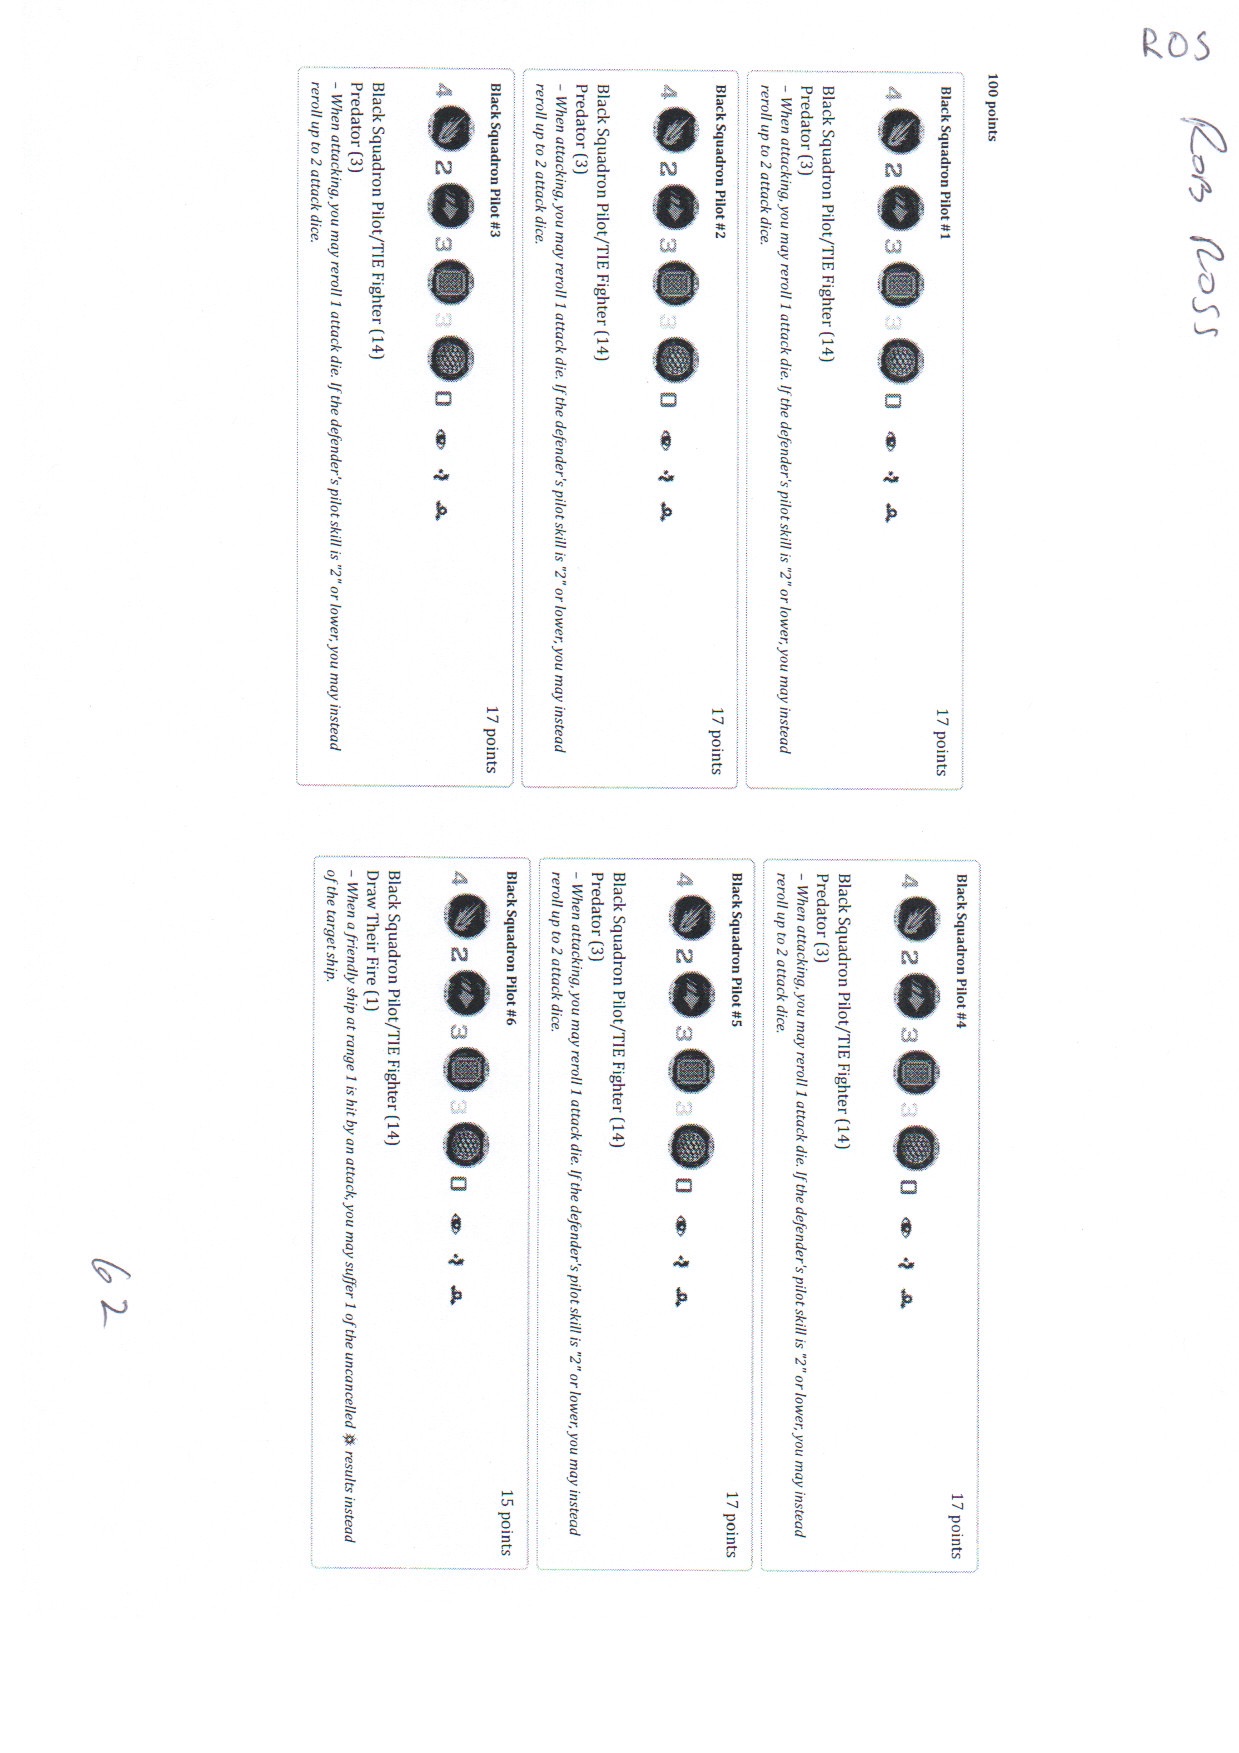 ROS
ROB ROSS
100 points
Black Squadron Pilot #1
17 points
4 2 3 3 0
Black Squadron Pilot/TIE Fighter (14)
Predator (3)
– When attacking, you may reroll 1 attack die. If the defender's pilot skill is "2" or lower, you may instead
reroll up to 2 attack dice.
Black Squadron Pilot #2
17 points
4 2 3 3 0
Black Squadron Pilot/TIE Fighter (14)
Predator (3)
– When attacking, you may reroll 1 attack die. If the defender's pilot skill is "2" or lower, you may instead
reroll up to 2 attack dice.
Black Squadron Pilot #3
17 points
4 2 3 3 0
Black Squadron Pilot/TIE Fighter (14)
Predator (3)
– When attacking, you may reroll 1 attack die. If the defender's pilot skill is "2" or lower, you may instead
reroll up to 2 attack dice.
Black Squadron Pilot #4
17 points
4 2 3 3 0
Black Squadron Pilot/TIE Fighter (14)
Predator (3)
– When attacking, you may reroll 1 attack die. If the defender's pilot skill is "2" or lower, you may instead
reroll up to 2 attack dice.
Black Squadron Pilot #5
17 points
4 2 3 3 0
Black Squadron Pilot/TIE Fighter (14)
Predator (3)
– When attacking, you may reroll 1 attack die. If the defender's pilot skill is "2" or lower, you may instead
reroll up to 2 attack dice.
Black Squadron Pilot #6
15 points
4 2 3 3 0
Black Squadron Pilot/TIE Fighter (14)
Draw Their Fire (1)
– When a friendly ship at range 1 is hit by an attack, you may suffer 1 of the uncancelled results instead
of the target ship.
62